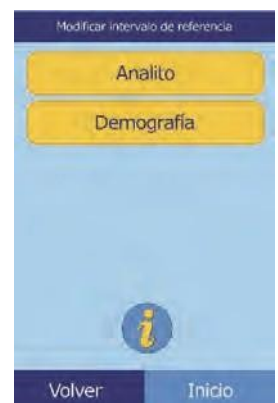 Modificar intervalo de referencia
Analito
Demografía
i
Volver
Inicio